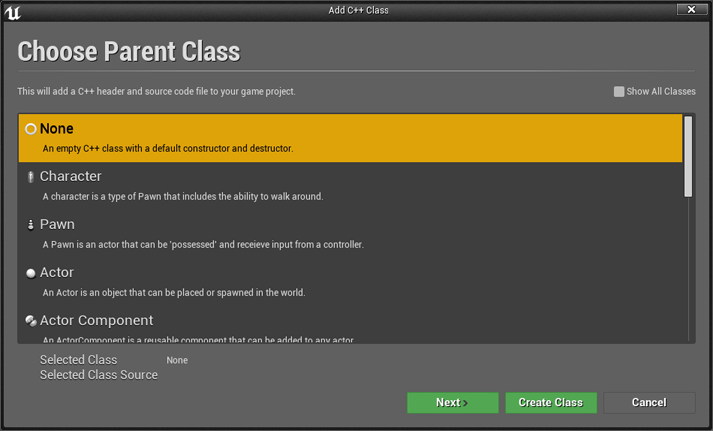 Add C++ Class
Choose Parent Class
This will add a C++ header and source code file to your game project.
Show All Classes
None
An empty C++ class with a default constructor and destructor.
Character
A character is a type of Pawn that includes the ability to walk around.
Pawn
A Pawn is an actor that can be 'possessed' and receieve input from a controller.
Actor
An Actor is an object that can be placed or spawned in the world.
Actor Component
An ActorComponent is a reusable component that can be added to any actor.
Selected Class None
Selected Class Source
Next >
Create Class
Cancel